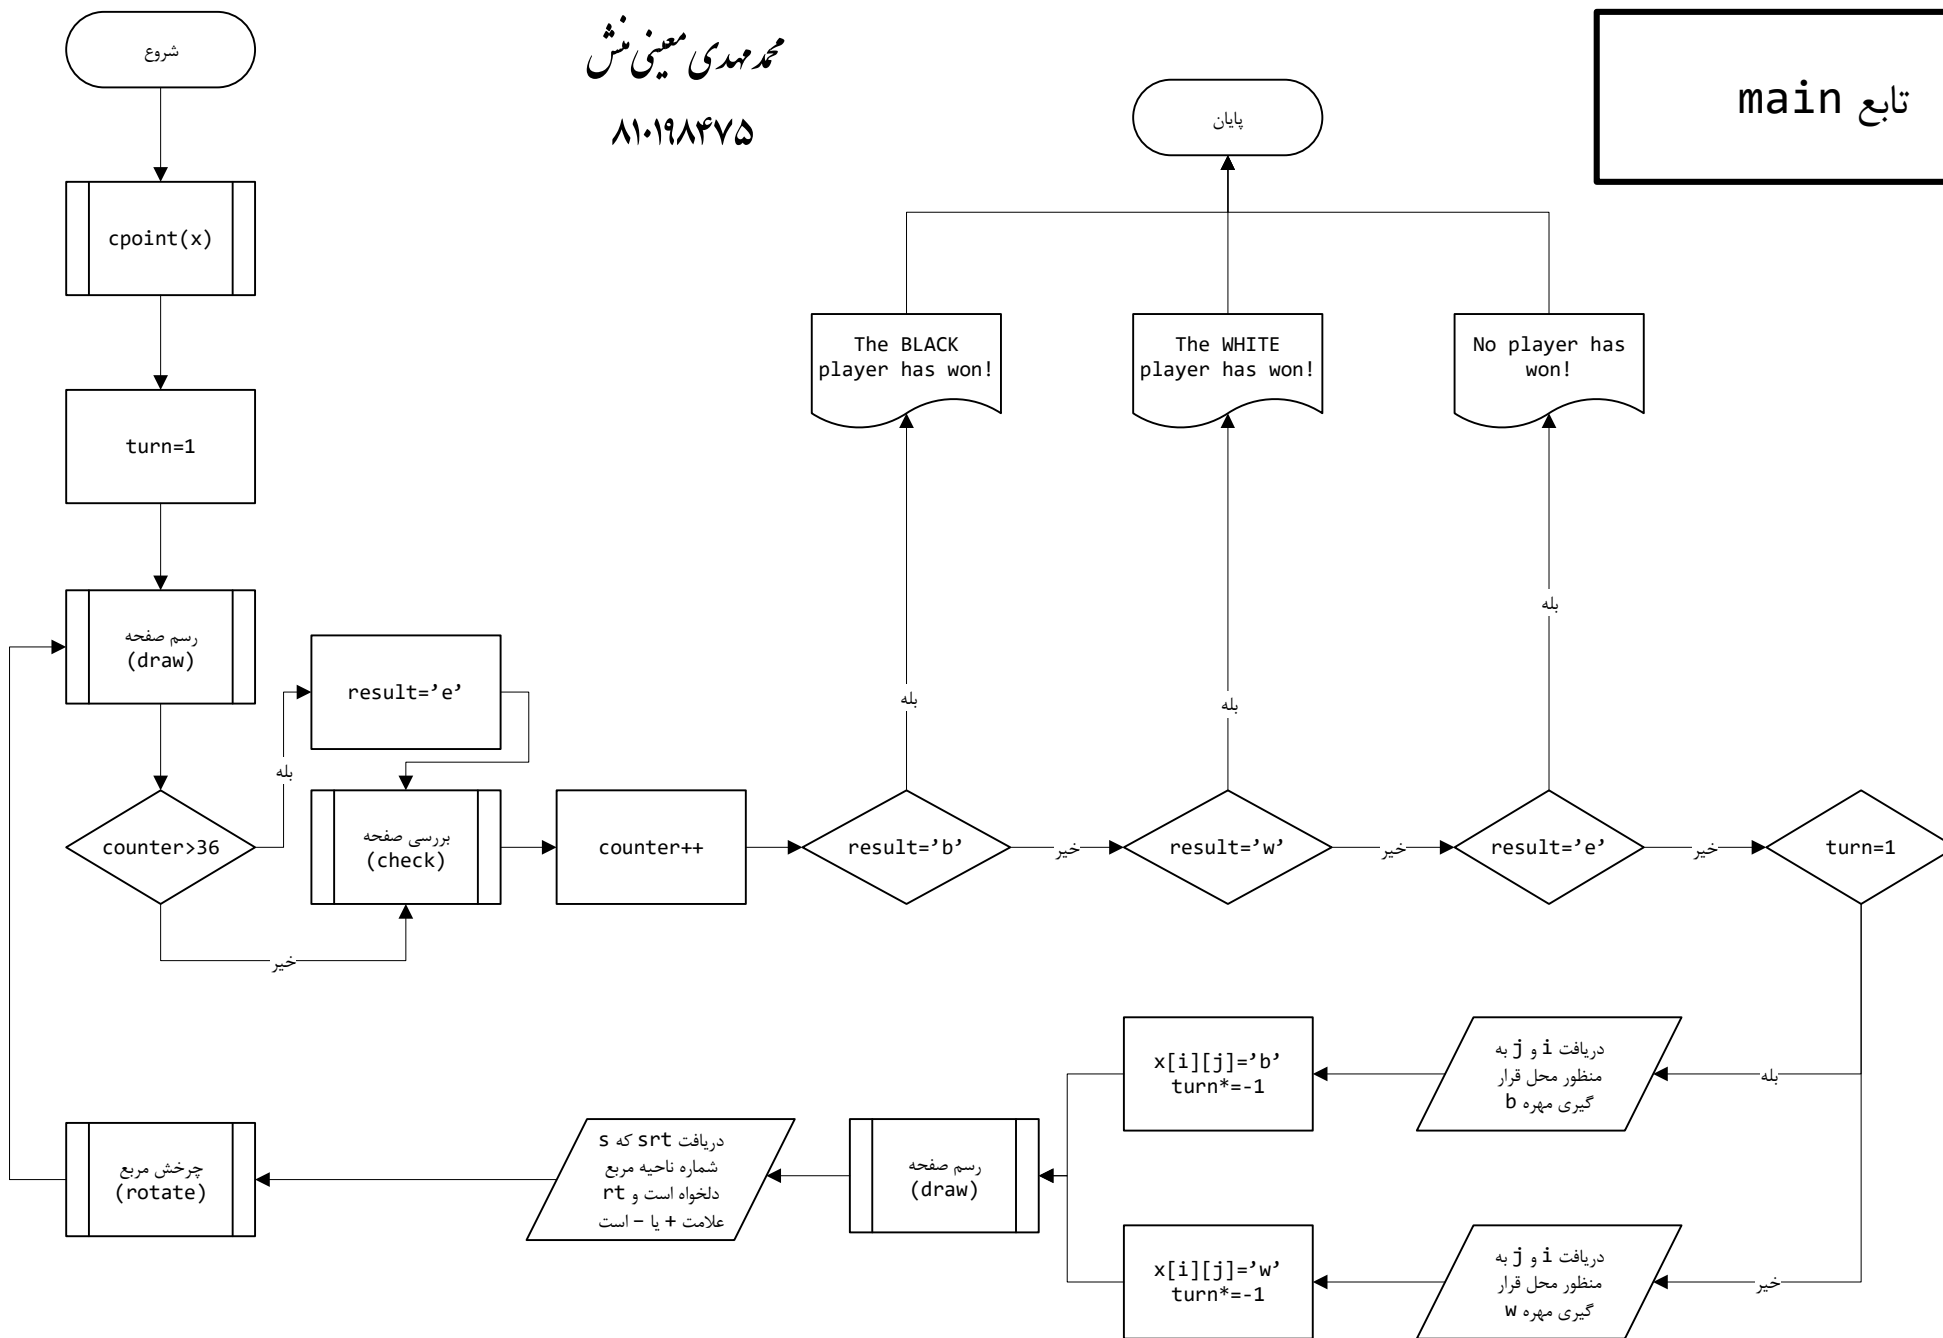 شروع
محمد مهدی معینی منش
۸۱۰۱۹۸۴۷۵
تابع main
پایان
cpoint(x)
turn=1
The BLACK
player has won!
The WHITE
player has won!
No player has
won!
رسم صفحه
(draw)
result=’e’
بله
بله
بله
بله
counter>36
بررسی صفحه
(check)
counter++
result=’b’
خیر
result=’w’
خیر
result=’e’
خیر
turn=1
خیر
x[i][j]=’b’
turn*=-1
دریافت i و j به
منظور محل قرار
گیری مهره b
بله
چرخش مربع
(rotate)
دریافت srt که s
شماره ناحیه مربع
دلخواه است و rt
علامت + یا – است
رسم صفحه
(draw)
x[i][j]=’w’
turn*=-1
دریافت i و j به
منظور محل قرار
گیری مهره w
خیر